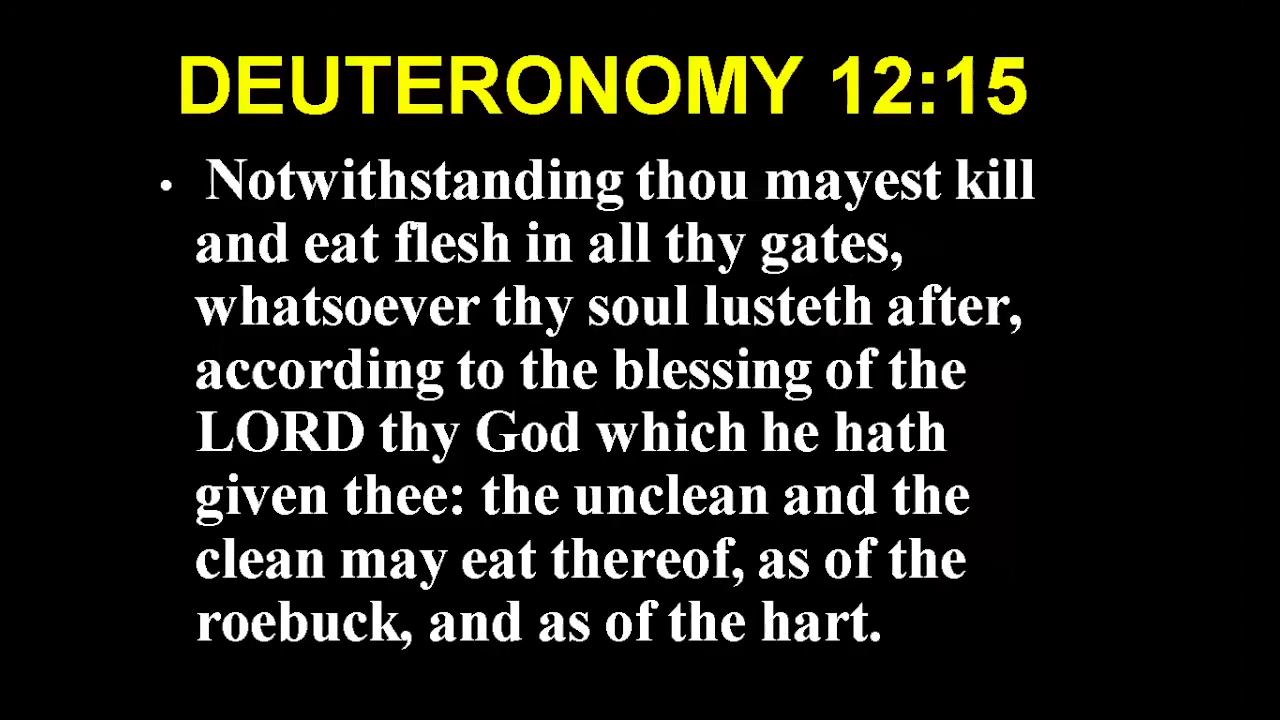 DEUTERONOMY 12:15
• Notwithstanding thou mayest kill
and eat flesh in all thy gates,
whatsoever thy soul lusteth after,
according to the blessing of the
LORD thy God which he hath
given thee: the unclean and the
clean may eat thereof, as of the
roebuck, and as of the hart.